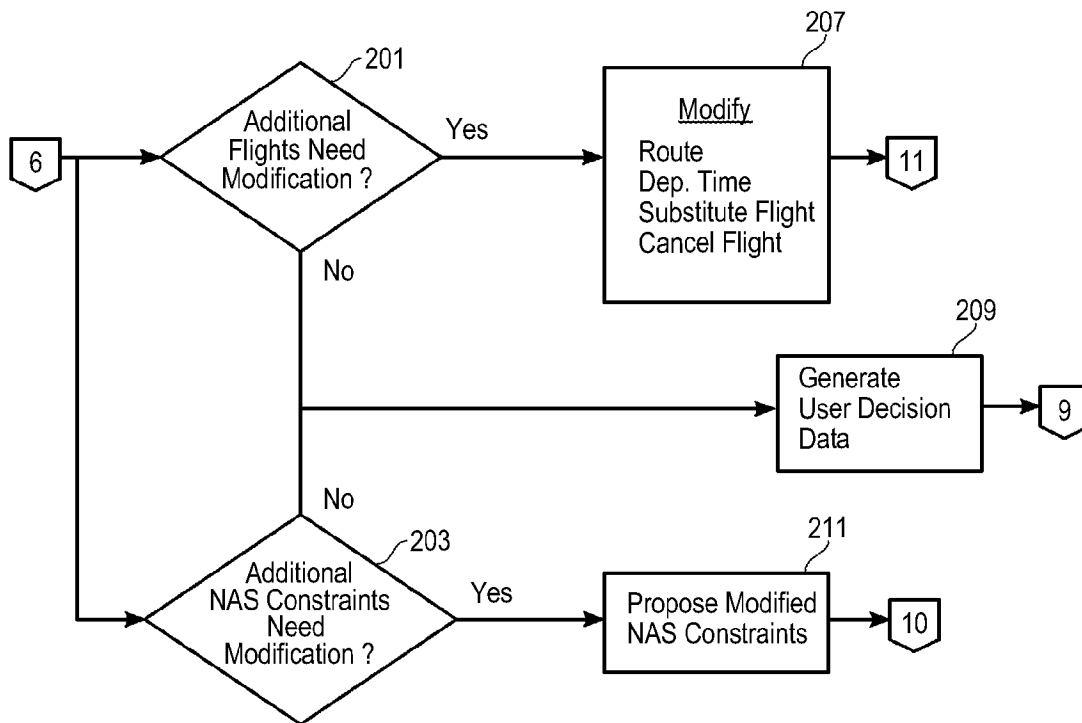 201
207
Additional
Flights Need
Modification ?
Yes
Modify
Route
Dep. Time
Substitute Flight
Cancel Flight
6
11
No
209
Generate
User Decision
Data
9
No
203
211
Additional
NAS Constraints
Need
Modification ?
Yes
Propose Modified
NAS Constraints
10